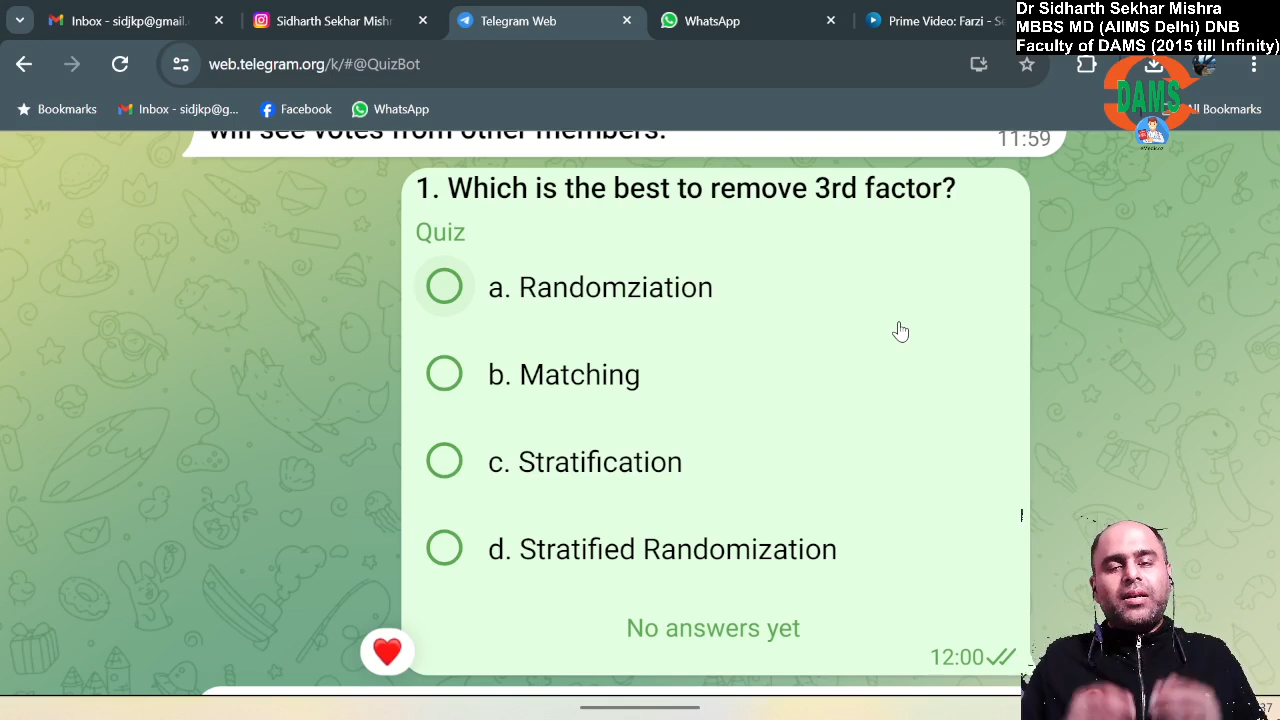 Inbox - sidjkp@gmail.
Sidharth Sekhar Mishr
Telegram Web
WhatsApp
Prime Video: Farzi - Se
Dr Sidharth Sekhar Mishra
MBBS MD (AIIMS Delhi) DNB
Faculty of DAMS (2015 till Infinity)
web.telegram.org/k/#@QuizBot
DAMS
Bookmarks
Inbox - sidjkp@g...
Facebook
WhatsApp
All Bookmarks
will see votes from other members.
11:59
1. Which is the best to remove 3rd factor?
Quiz
a. Randomziation
b. Matching
c. Stratification
d. Stratified Randomization
No answers yet
12:00